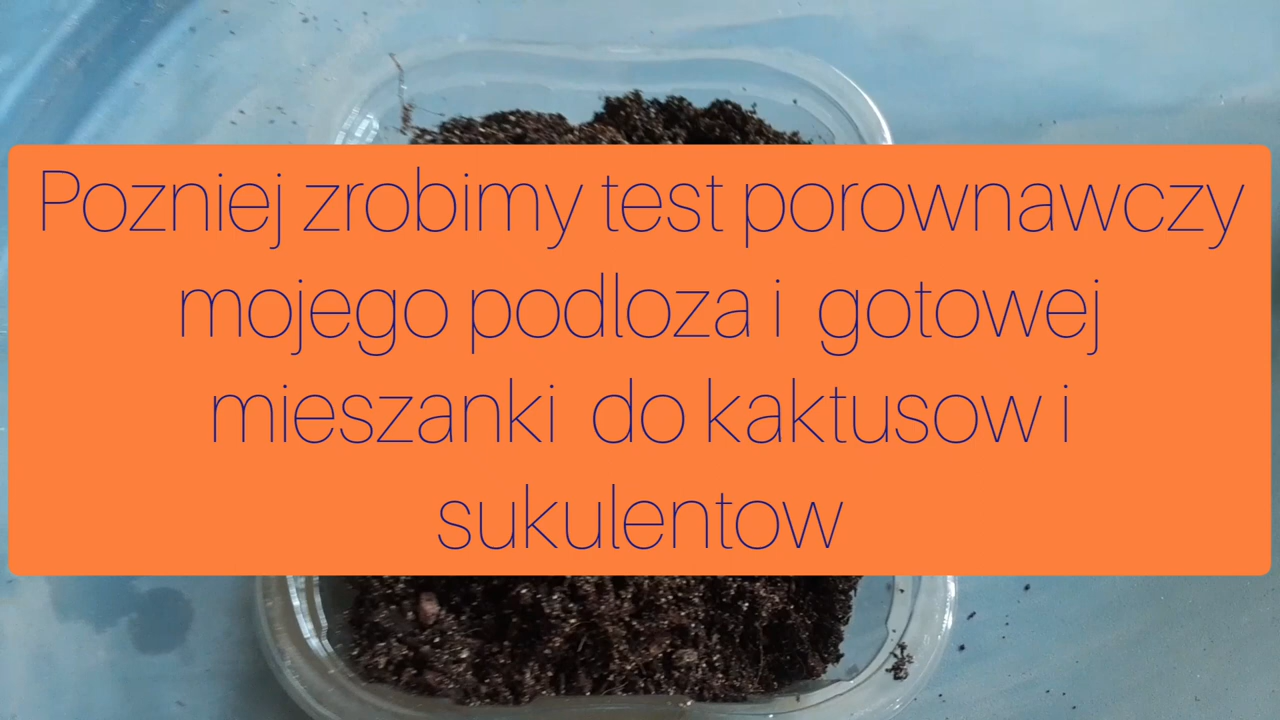 Pozniej zrobimy test porownawczy
mojego podloza i gotowej
mieszanki do kaktusow i
sukulentow